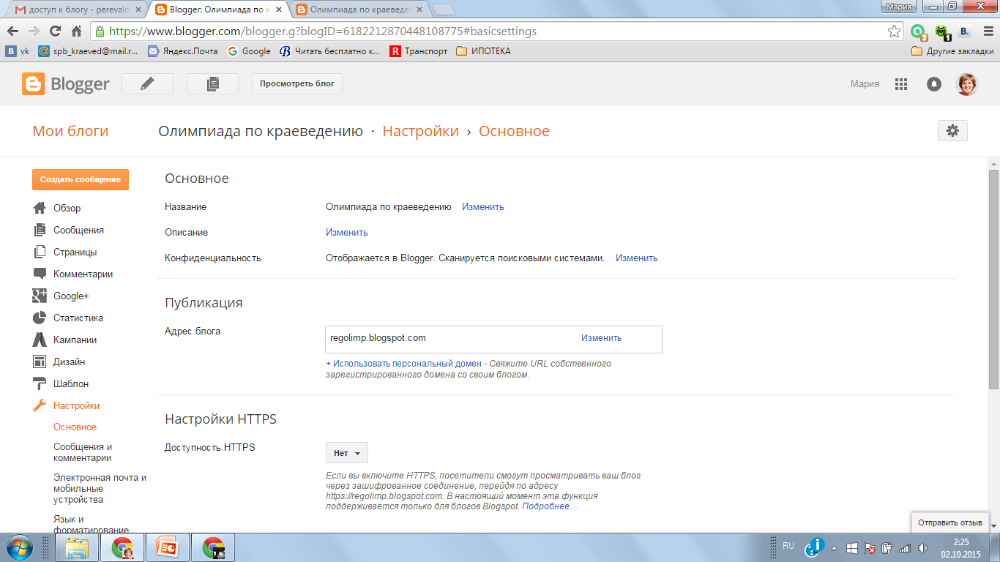 доступ к блогу - perevalo
Blogger: Олимпиада по к
Олимпиада по краевeде
Мария
https://www.blogger.com/blogger.g?blogID=6182212870448108775#basicsettings
2
1
B.
vk
spb_kraeved@mail.r...
Яндекс.Почта
Google
Читать бесплатно к...
Транспорт
ИПОТЕКА
Другие закладки
Blogger
Просмотреть блог
Мария
Мои блоги
Олимпиада по краеведению · Настройки › Основное
Создать сообщение
Обзор
Сообщения
Страницы
Комментарии
Google+
Статистика
Кампании
Дизайн
Шаблон
Настройки
Основное
Сообщения и
комментарии
Электронная почта и
мобильные
устройства
Язык и
форматирование
Основное
Название Олимпиада по краеведению Изменить
Описание Изменить
Конфиденциальность Отображается в Blogger. Сканируется поисковыми системами. Изменить
Публикация
Адрес блога regolimp.blogspot.com Изменить
+ Использовать персональный домен - Свяжите URL собственного
зарегистрированного домена со своим блогом.
Настройки HTTPS
Доступность HTTPS Нет
Если вы включите HTTPS, посетители смогут просматривать ваш блог
через зашифрованное соединение, перейдя по адресу
https://regolimp.blogspot.com. В настоящий момент эта функция
поддерживается только для блогов Blogspot. Подробнее…
Отправить отзыв
RU
2:25
02.10.2015